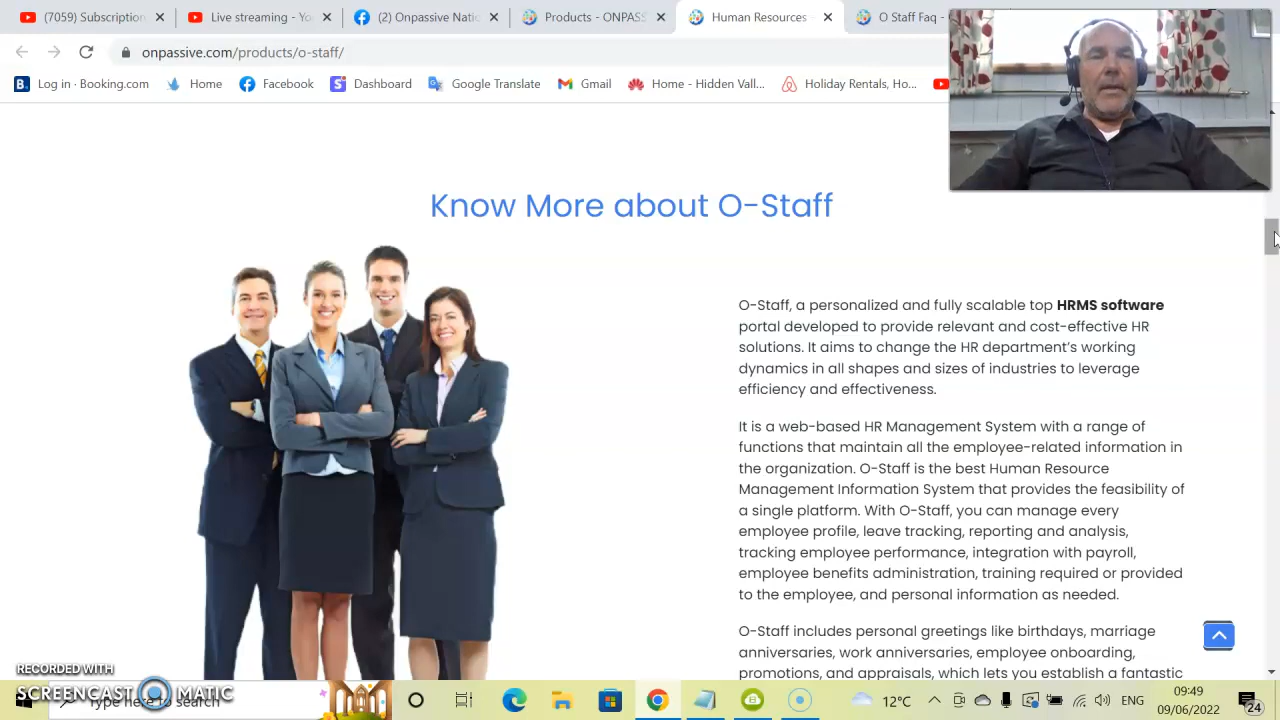 (7059) Subscription
Live streaming - Yo
(2) Onpassive Knov
Products - ONPASS
Human Resources -
O Staff Faq -
onpassive.com/products/o-staff/
B. Log in - Booking.com
Home
Facebook
Dashboard
Google Translate
Gmail
Home - Hidden Vall...
Holiday Rentals, Ho...
Know More about O-Staff
O-Staff, a personalized and fully scalable top HRMS software
portal developed to provide relevant and cost-effective HR
solutions. It aims to change the HR department's working
dynamics in all shapes and sizes of industries to leverage
efficiency and effectiveness.
It is a web-based HR Management System with a range of
functions that maintain all the employee-related information in
the organization. O-Staff is the best Human Resource
Management Information System that provides the feasibility of
a single platform. With O-Staff, you can manage every
employee profile, leave tracking, reporting and analysis,
tracking employee performance, integration with payroll,
employee benefits administration, training required or provided
to the employee, and personal information as needed.
O-Staff includes personal greetings like birthdays, marriage
anniversaries, work anniversaries, employee onboarding,
promotions, and appraisals, which lets you establish a fantastic
RECORDED WITH
SCREENCAST MATIC
Type here to search
12°C
ENG
09:49
09/06/2022
24